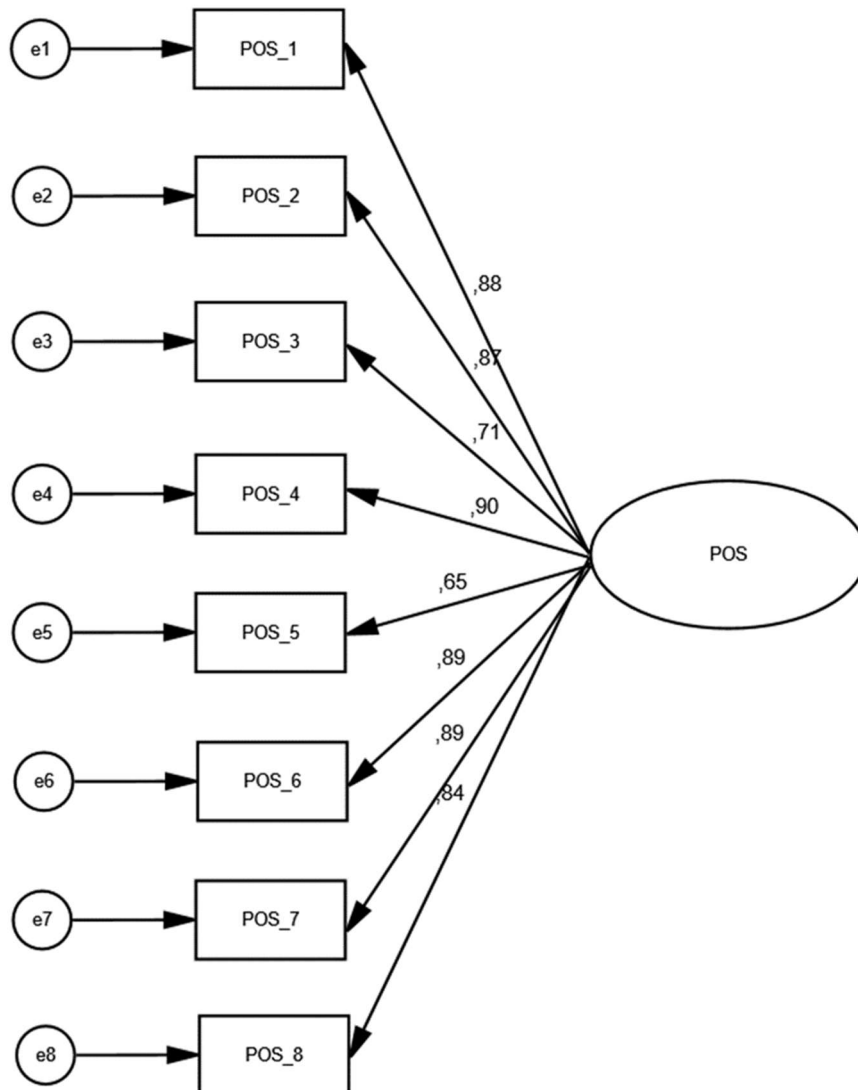 e1
POS_1
e2
POS_2
,88
e3
POS_3
,87
,71
e4
POS_4
,90
POS
,65
e5
POS_5
,89
,89
e6
POS_6
,84
e7
POS_7
e8
POS_8